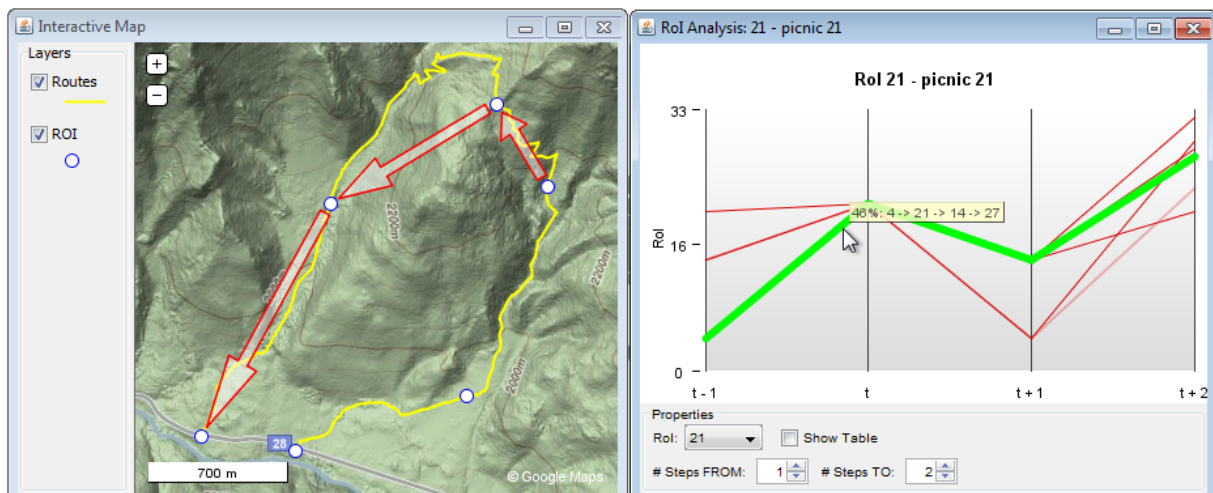 Interactive Map
Layers
Routes
ROI
+
−
2200m
2200m
2000m
2000m
28
700 m
© Google Maps
RoI Analysis: 21 - picnic 21
RoI 21 - picnic 21
33
16
0
RoI
46%: 4 -> 21 -> 14 -> 27
t - 1
t
t + 1
t + 2
Properties
RoI:
21
Show Table
# Steps FROM:
1
# Steps TO:
2